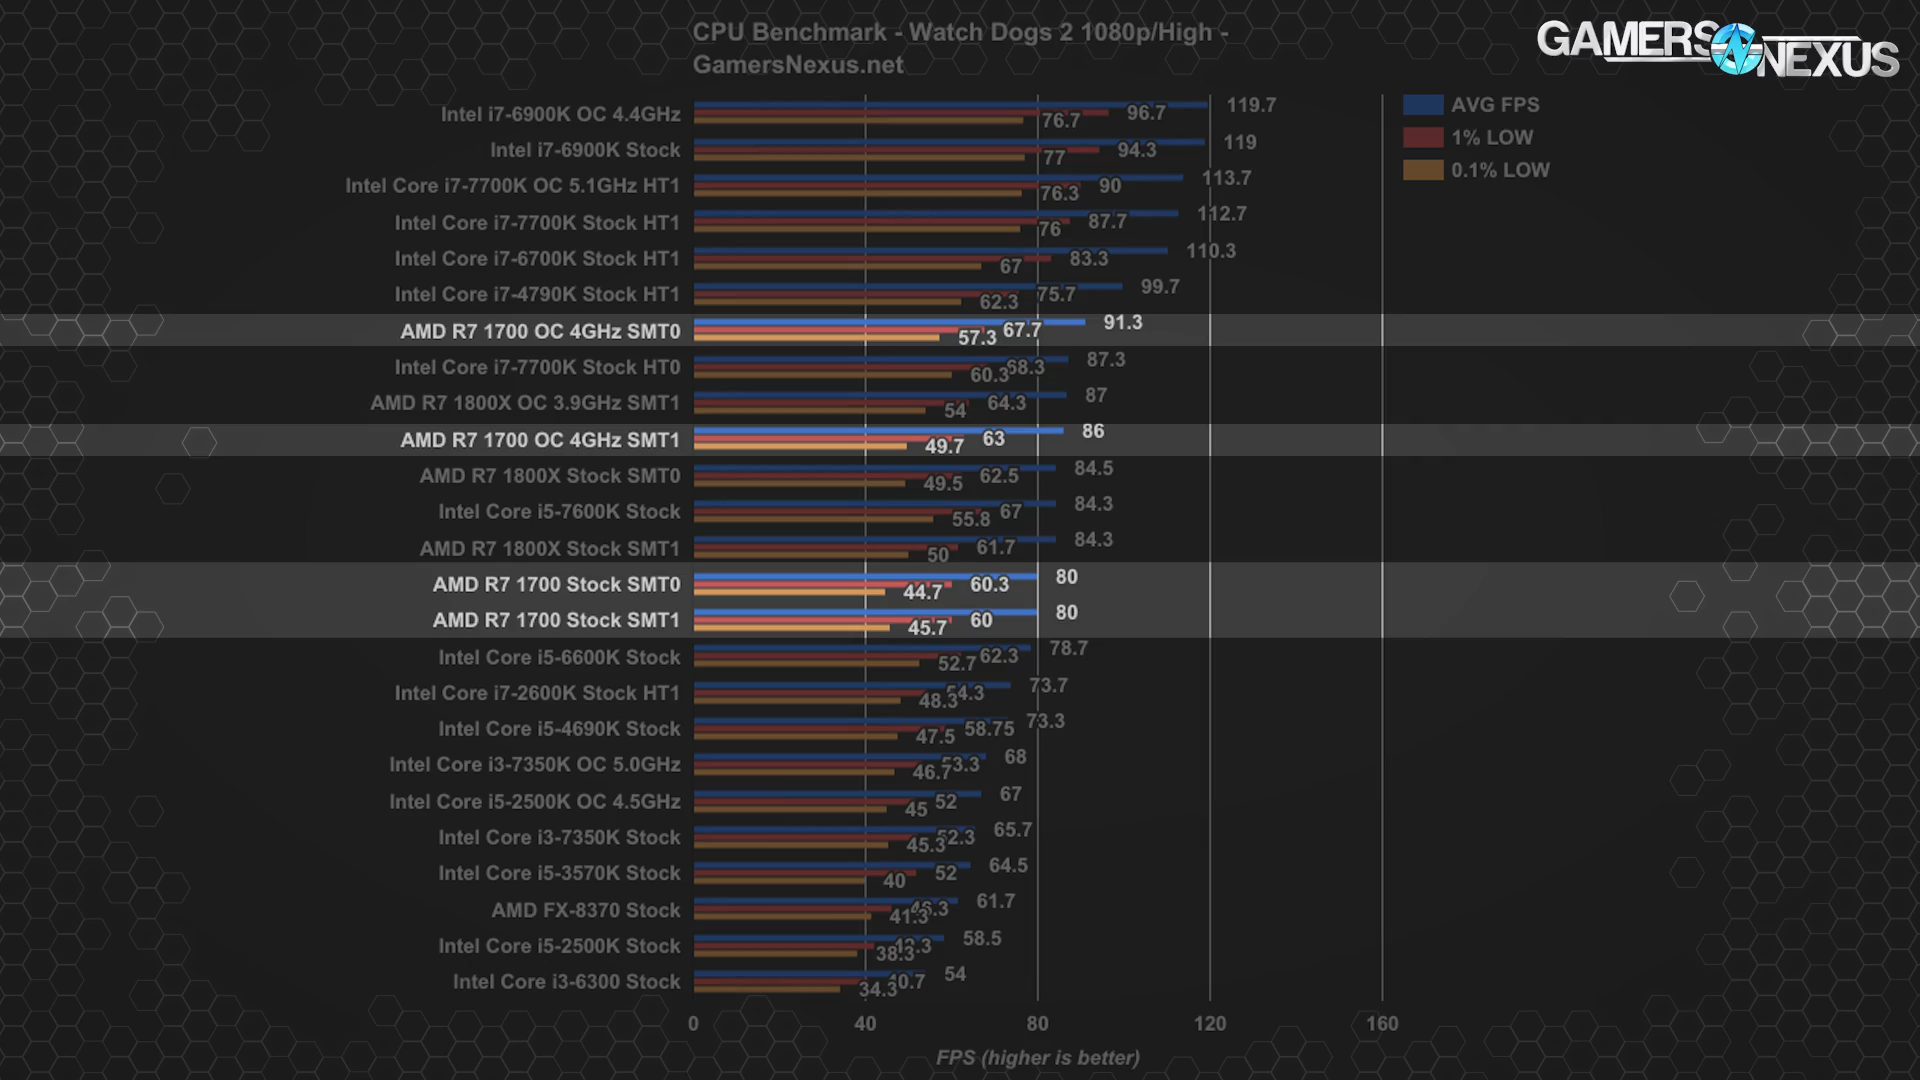 CPU Benchmark - Watch Dogs 2 1080p/High -
GamersNexus.net
GAMERS NEXUS
AVG FPS
1% LOW
0.1% LOW
Intel i7-6900K OC 4.4GHz 119.7 96.7 76.7
Intel i7-6900K Stock 119 94.3 77
Intel Core i7-7700K OC 5.1GHz HT1 113.7 90 76.3
Intel Core i7-7700K Stock HT1 112.7 87.7 76
Intel Core i7-6700K Stock HT1 110.3 83.3 67
Intel Core i7-4790K Stock HT1 99.7 75.7 62.3
AMD R7 1700 OC 4GHz SMT0 91.3 67.7 57.3
Intel Core i7-7700K Stock HT0 87.3 68.3 60.3
AMD R7 1800X OC 3.9GHz SMT1 87 64.3 54
AMD R7 1700 OC 4GHz SMT1 86 63 49.7
AMD R7 1800X Stock SMT0 84.5 62.5 49.5
Intel Core i5-7600K Stock 84.3 67 55.8
AMD R7 1800X Stock SMT1 84.3 61.7 50
AMD R7 1700 Stock SMT0 80 60.3 44.7
AMD R7 1700 Stock SMT1 80 60 45.7
Intel Core i5-6600K Stock 78.7 62.3 52.7
Intel Core i7-2600K Stock HT1 73.7 54.3 48.3
Intel Core i5-4690K Stock 73.3 58.75 47.5
Intel Core i3-7350K OC 5.0GHz 68 53.3 46.7
Intel Core i5-2500K OC 4.5GHz 67 52 45
Intel Core i3-7350K Stock 65.7 52.3 45.3
Intel Core i5-3570K Stock 64.5 52 40
AMD FX-8370 Stock 61.7 41.3
Intel Core i5-2500K Stock 58.5 38.3
Intel Core i3-6300 Stock 54 34.3
0 40 80 120 160
FPS (higher is better)